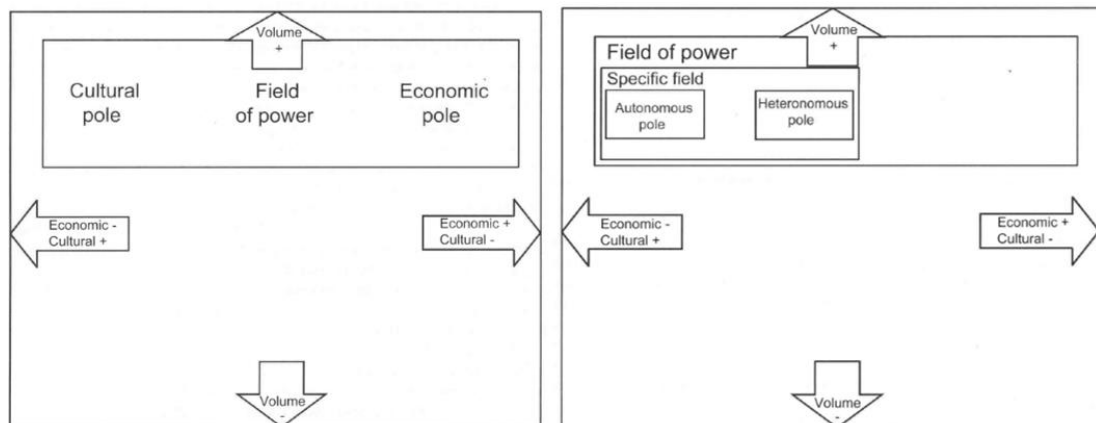 Volume
+
Cultural
pole
Field
of power
Economic
pole
Economic -
Cultural +
Economic +
Cultural -
Volume
-
Volume
+
Field of power
Specific field
Autonomous
pole
Heteronomous
pole
Economic -
Cultural +
Economic +
Cultural -
Volume
-